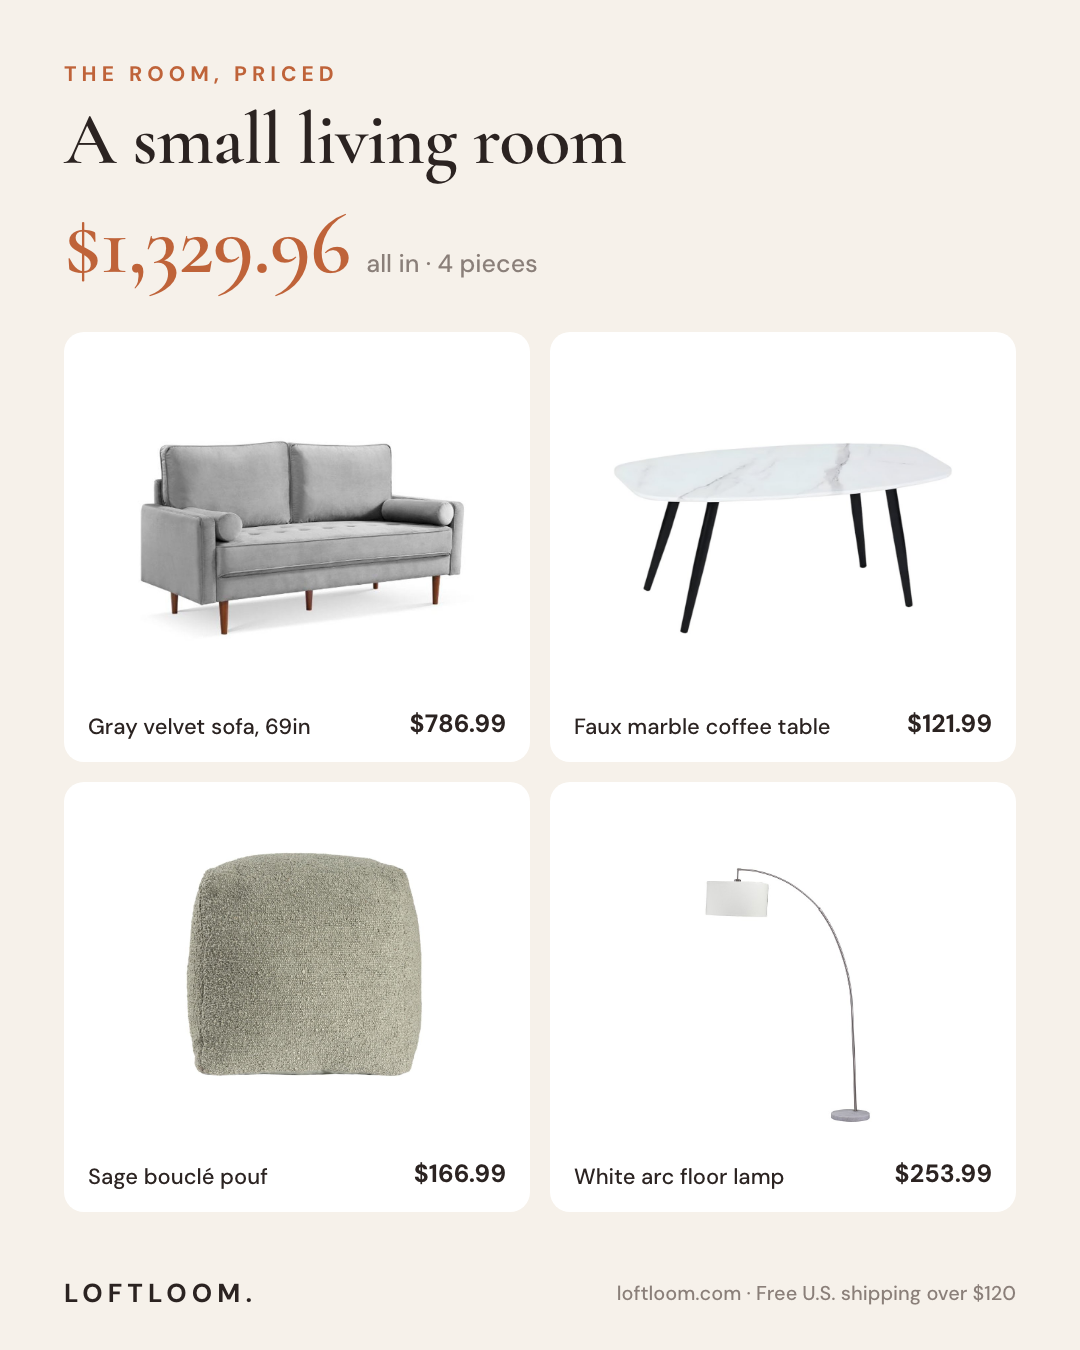 THE ROOM, PRICED
A small living room
$1,329.96 all in · 4 pieces
Gray velvet sofa, 69in $786.99
Faux marble coffee table $121.99
Sage bouclé pouf $166.99
White arc floor lamp $253.99
LOFTLOOM.
loftloom.com · Free U.S. shipping over $120